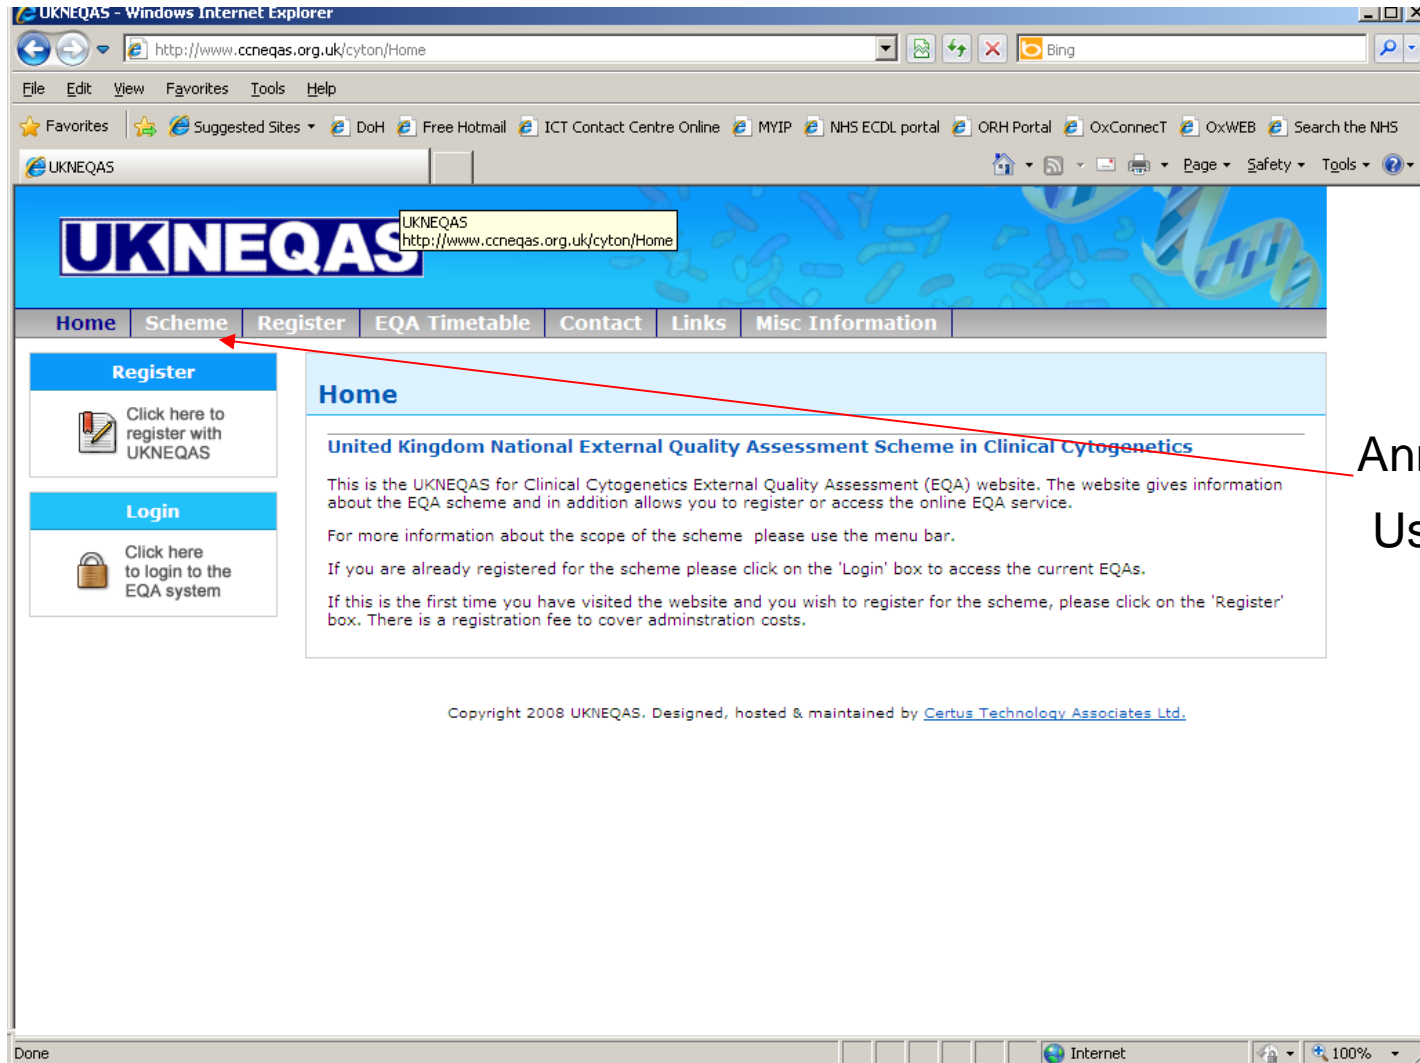 UKNEQAS - Windows Internet Explorer
http://www.ccneqas.org.uk/cyton/Home
Bing
File Edit View Favorites Tools Help
Favorites Suggested Sites DoH Free Hotmail ICT Contact Centre Online MYIP NHS ECDL portal ORH Portal OxConnecT OxWEB Search the NHS
UKNEQAS
Page Safety Tools
UKNEQAS
UKNEQAS
http://www.ccneqas.org.uk/cyton/Home
Home Scheme Register EQA Timetable Contact Links Misc Information
Register
Click here to
register with
UKNEQAS
Login
Click here
to login to the
EQA system
Home
United Kingdom National External Quality Assessment Scheme in Clinical Cytogenetics
This is the UKNEQAS for Clinical Cytogenetics External Quality Assessment (EQA) website. The website gives information
about the EQA scheme and in addition allows you to register or access the online EQA service.
For more information about the scope of the scheme please use the menu bar.
If you are already registered for the scheme please click on the 'Login' box to access the current EQAs.
If this is the first time you have visited the website and you wish to register for the scheme, please click on the 'Register'
box. There is a registration fee to cover adminstration costs.
Copyright 2008 UKNEQAS. Designed, hosted & maintained by Certus Technology Associates Ltd.
Done
Internet
100%